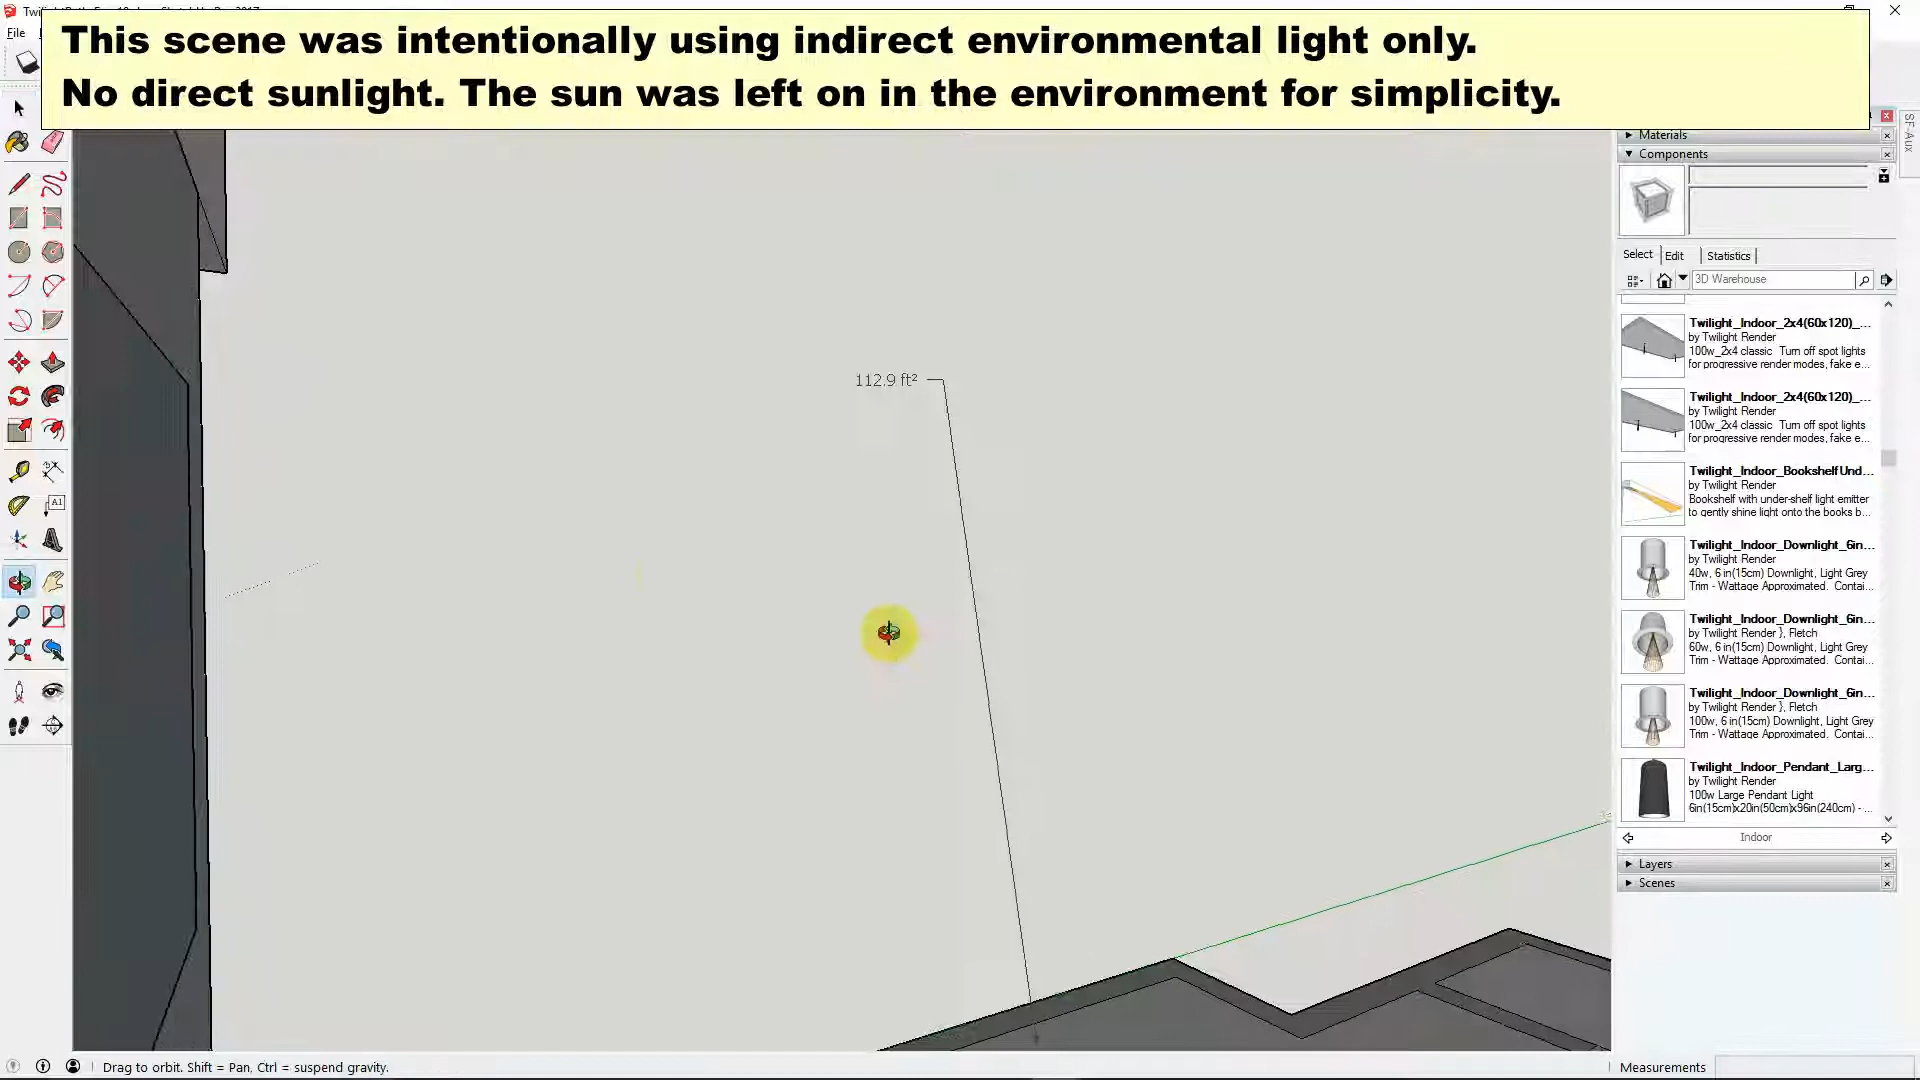 This scene was intentionally using indirect environmental light only.
No direct sunlight. The sun was left on in the environment for simplicity.
File
SF-Aux
Materials
Components
Select
Edit
Statistics
3D Warehouse
Twilight_Indoor_2x4(60x120)_...
by Twilight Render
100w_2x4 classic Turn off spot lights
for progressive render modes, fake e...
Twilight_Indoor_2x4(60x120)_...
by Twilight Render
100w_2x4 classic Turn off spot lights
for progressive render modes, fake e...
Twilight_Indoor_BookshelfUnd...
by Twilight Render
Bookshelf with under-shelf light emitter
to gently shine light onto the books b...
Twilight_Indoor_Downlight_6in...
by Twilight Render
40w, 6 in(15cm) Downlight, Light Grey
Trim - Wattage Approximated. Contai...
Twilight_Indoor_Downlight_6in...
by Twilight Render }, Fletch
60w, 6 in(15cm) Downlight, Light Grey
Trim - Wattage Approximated. Contai...
Twilight_Indoor_Downlight_6in...
by Twilight Render }, Fletch
100w, 6 in(15cm) Downlight, Light Grey
Trim - Wattage Approximated. Contai...
Twilight_Indoor_Pendant_Larg...
by Twilight Render
100w Large Pendant Light
6in(15cm)x20in(50cm)x96in(240cm) - ...
Indoor
Layers
Scenes
112.9 ft²
A1
Drag to orbit. Shift = Pan, Ctrl = suspend gravity.
Measurements